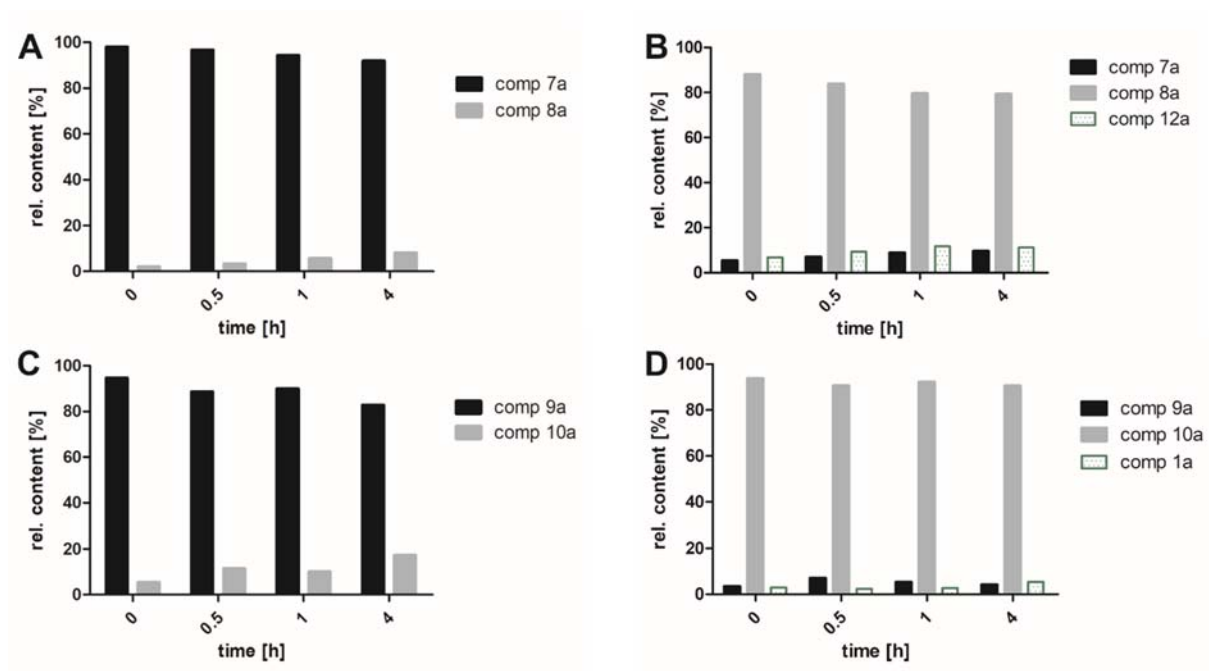 A
rel. content [%]
100
80
60
40
20
0
0
0.5
1
4
time [h]
comp 7a
comp 8a
B
rel. content [%]
100
80
60
40
20
0
0
0.5
1
4
time [h]
comp 7a
comp 8a
comp 12a
C
rel. content [%]
100
80
60
40
20
0
0
0.5
1
4
time [h]
comp 9a
comp 10a
D
rel. content [%]
100
80
60
40
20
0
0
0.5
1
4
time [h]
comp 9a
comp 10a
comp 1a